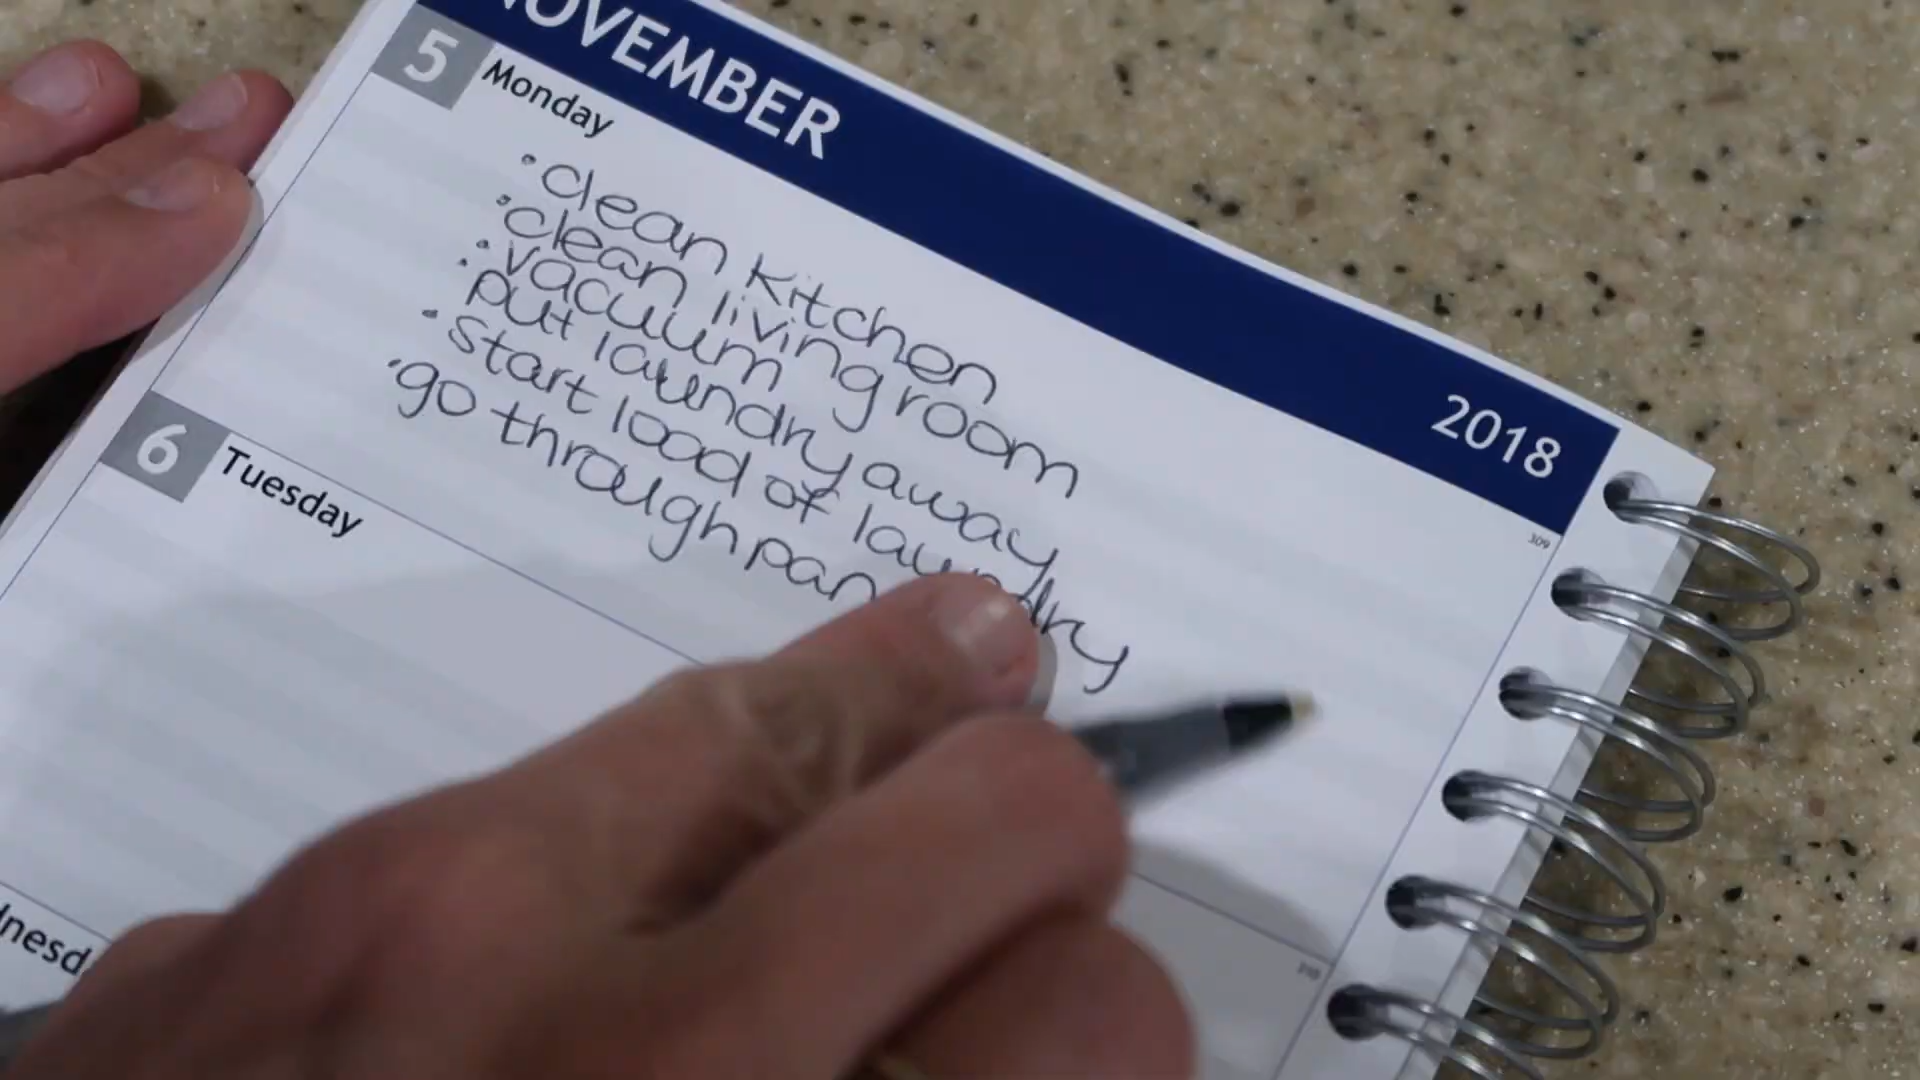 NOVEMBER
2018
309
5 Monday
• clean kitchen
• clean living room
• vacuum
• put laundry away
• start load of laundry
• go through pan
6 Tuesday
310